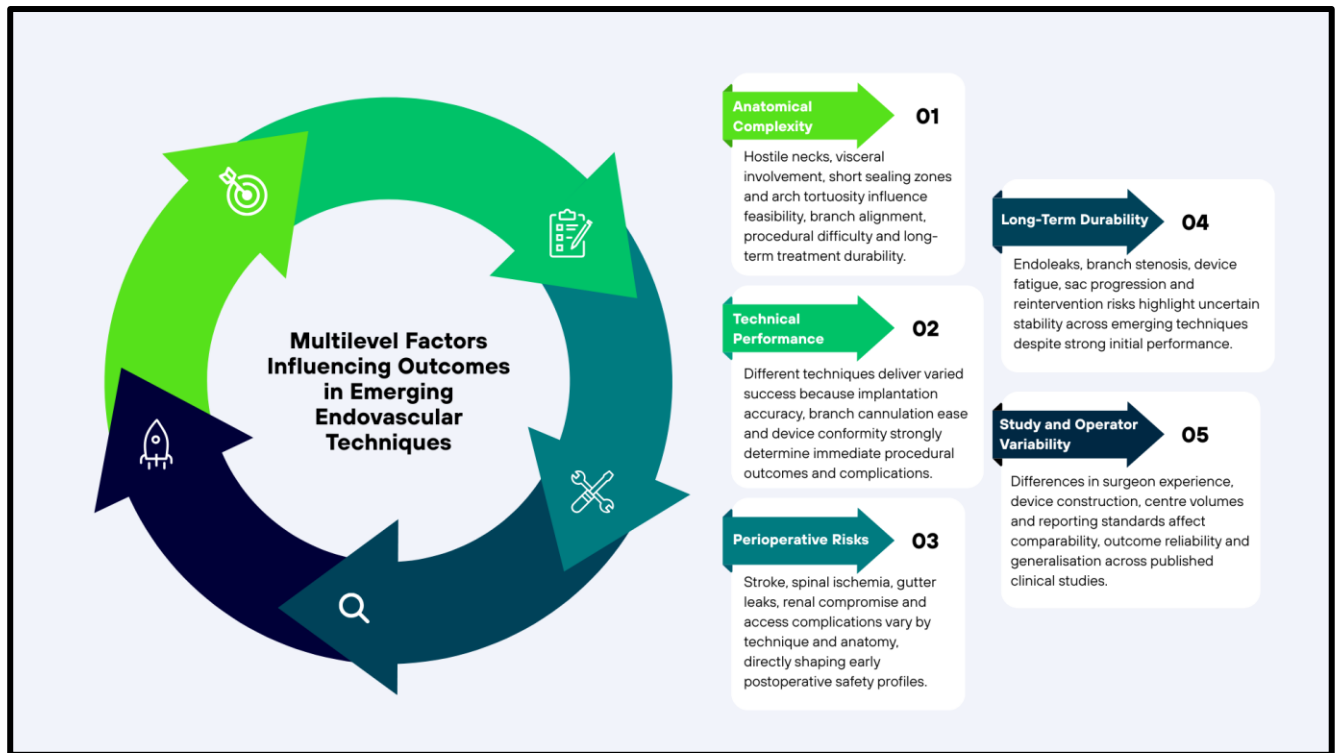 Multilevel Factors
Influencing Outcomes
in Emerging
Endovascular
Techniques
Anatomical
Complexity
01
Hostile necks, visceral
involvement, short sealing zones
and arch tortuosity influence
feasibility, branch alignment,
procedural difficulty and long-
term treatment durability.
Technical
Performance
02
Different techniques deliver varied
success because implantation
accuracy, branch cannulation ease
and device conformity strongly
determine immediate procedural
outcomes and complications.
Perioperative Risks
03
Stroke, spinal ischemia, gutter
leaks, renal compromise and
access complications vary by
technique and anatomy,
directly shaping early
postoperative safety profiles.
Long-Term Durability
04
Endoleaks, branch stenosis, device
fatigue, sac progression and
reintervention risks highlight uncertain
stability across emerging techniques
despite strong initial performance.
Study and Operator
Variability
05
Differences in surgeon experience,
device construction, centre volumes
and reporting standards affect
comparability, outcome reliability and
generalisation across published
clinical studies.